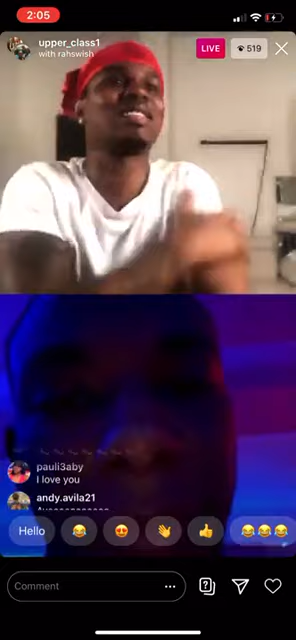 2:05
upper_class1
with rahswish
LIVE
519
pauli3aby
I love you
andy.avila21
Hello
Comment